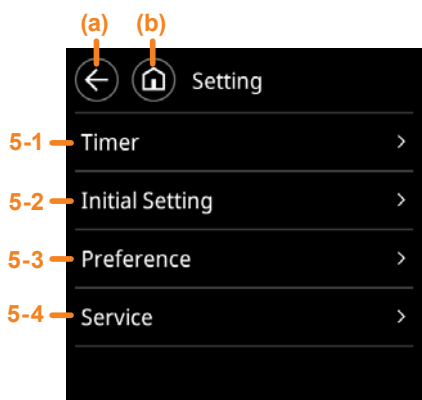 (a) (b)
Setting
5-1 Timer
5-2 Initial Setting
5-3 Preference
5-4 Service